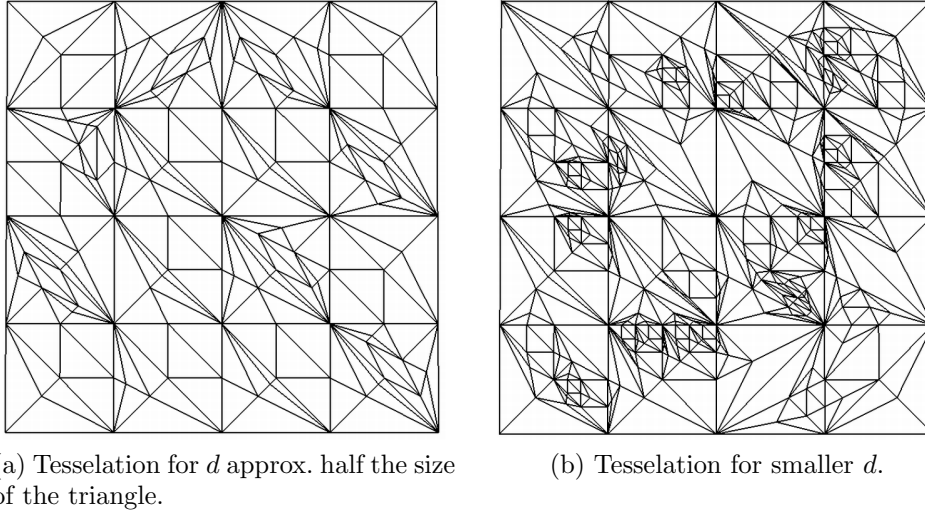 (a) Tesselation for d approx. half the size
of the triangle.
(b) Tesselation for smaller d.